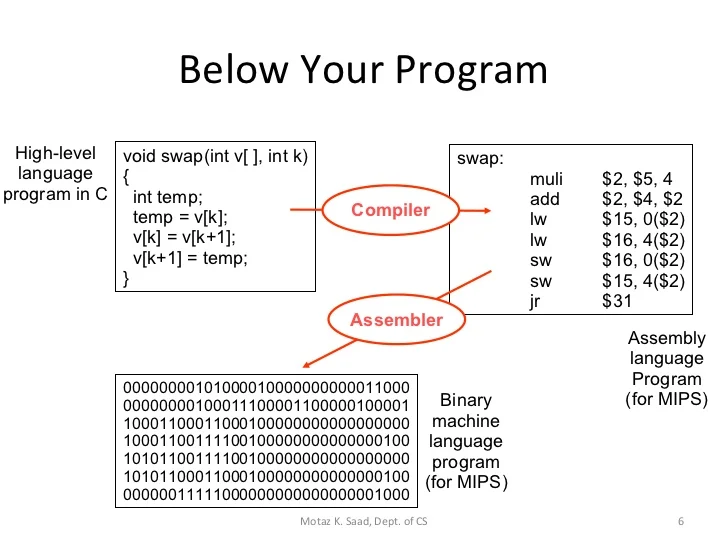 Below Your Program
High-level
language
program in C
void swap(int v[ ], int k)
{
int temp;
temp = v[k];
v[k] = v[k+1];
v[k+1] = temp;
}
Compiler
swap:
muli $2, $5, 4
add $2, $4, $2
lw $15, 0($2)
lw $16, 4($2)
sw $16, 0($2)
sw $15, 4($2)
jr $31
Assembler
Assembly
language
Program
(for MIPS)
00000000101000010000000000011000
00000000100011100001100000100001
10001100011000100000000000000000
10001100111100100000000000000100
10101100111100100000000000000000
10101100011000100000000000000100
00000011111000000000000000001000
Binary
machine
language
program
(for MIPS)
Motaz K. Saad, Dept. of CS
6